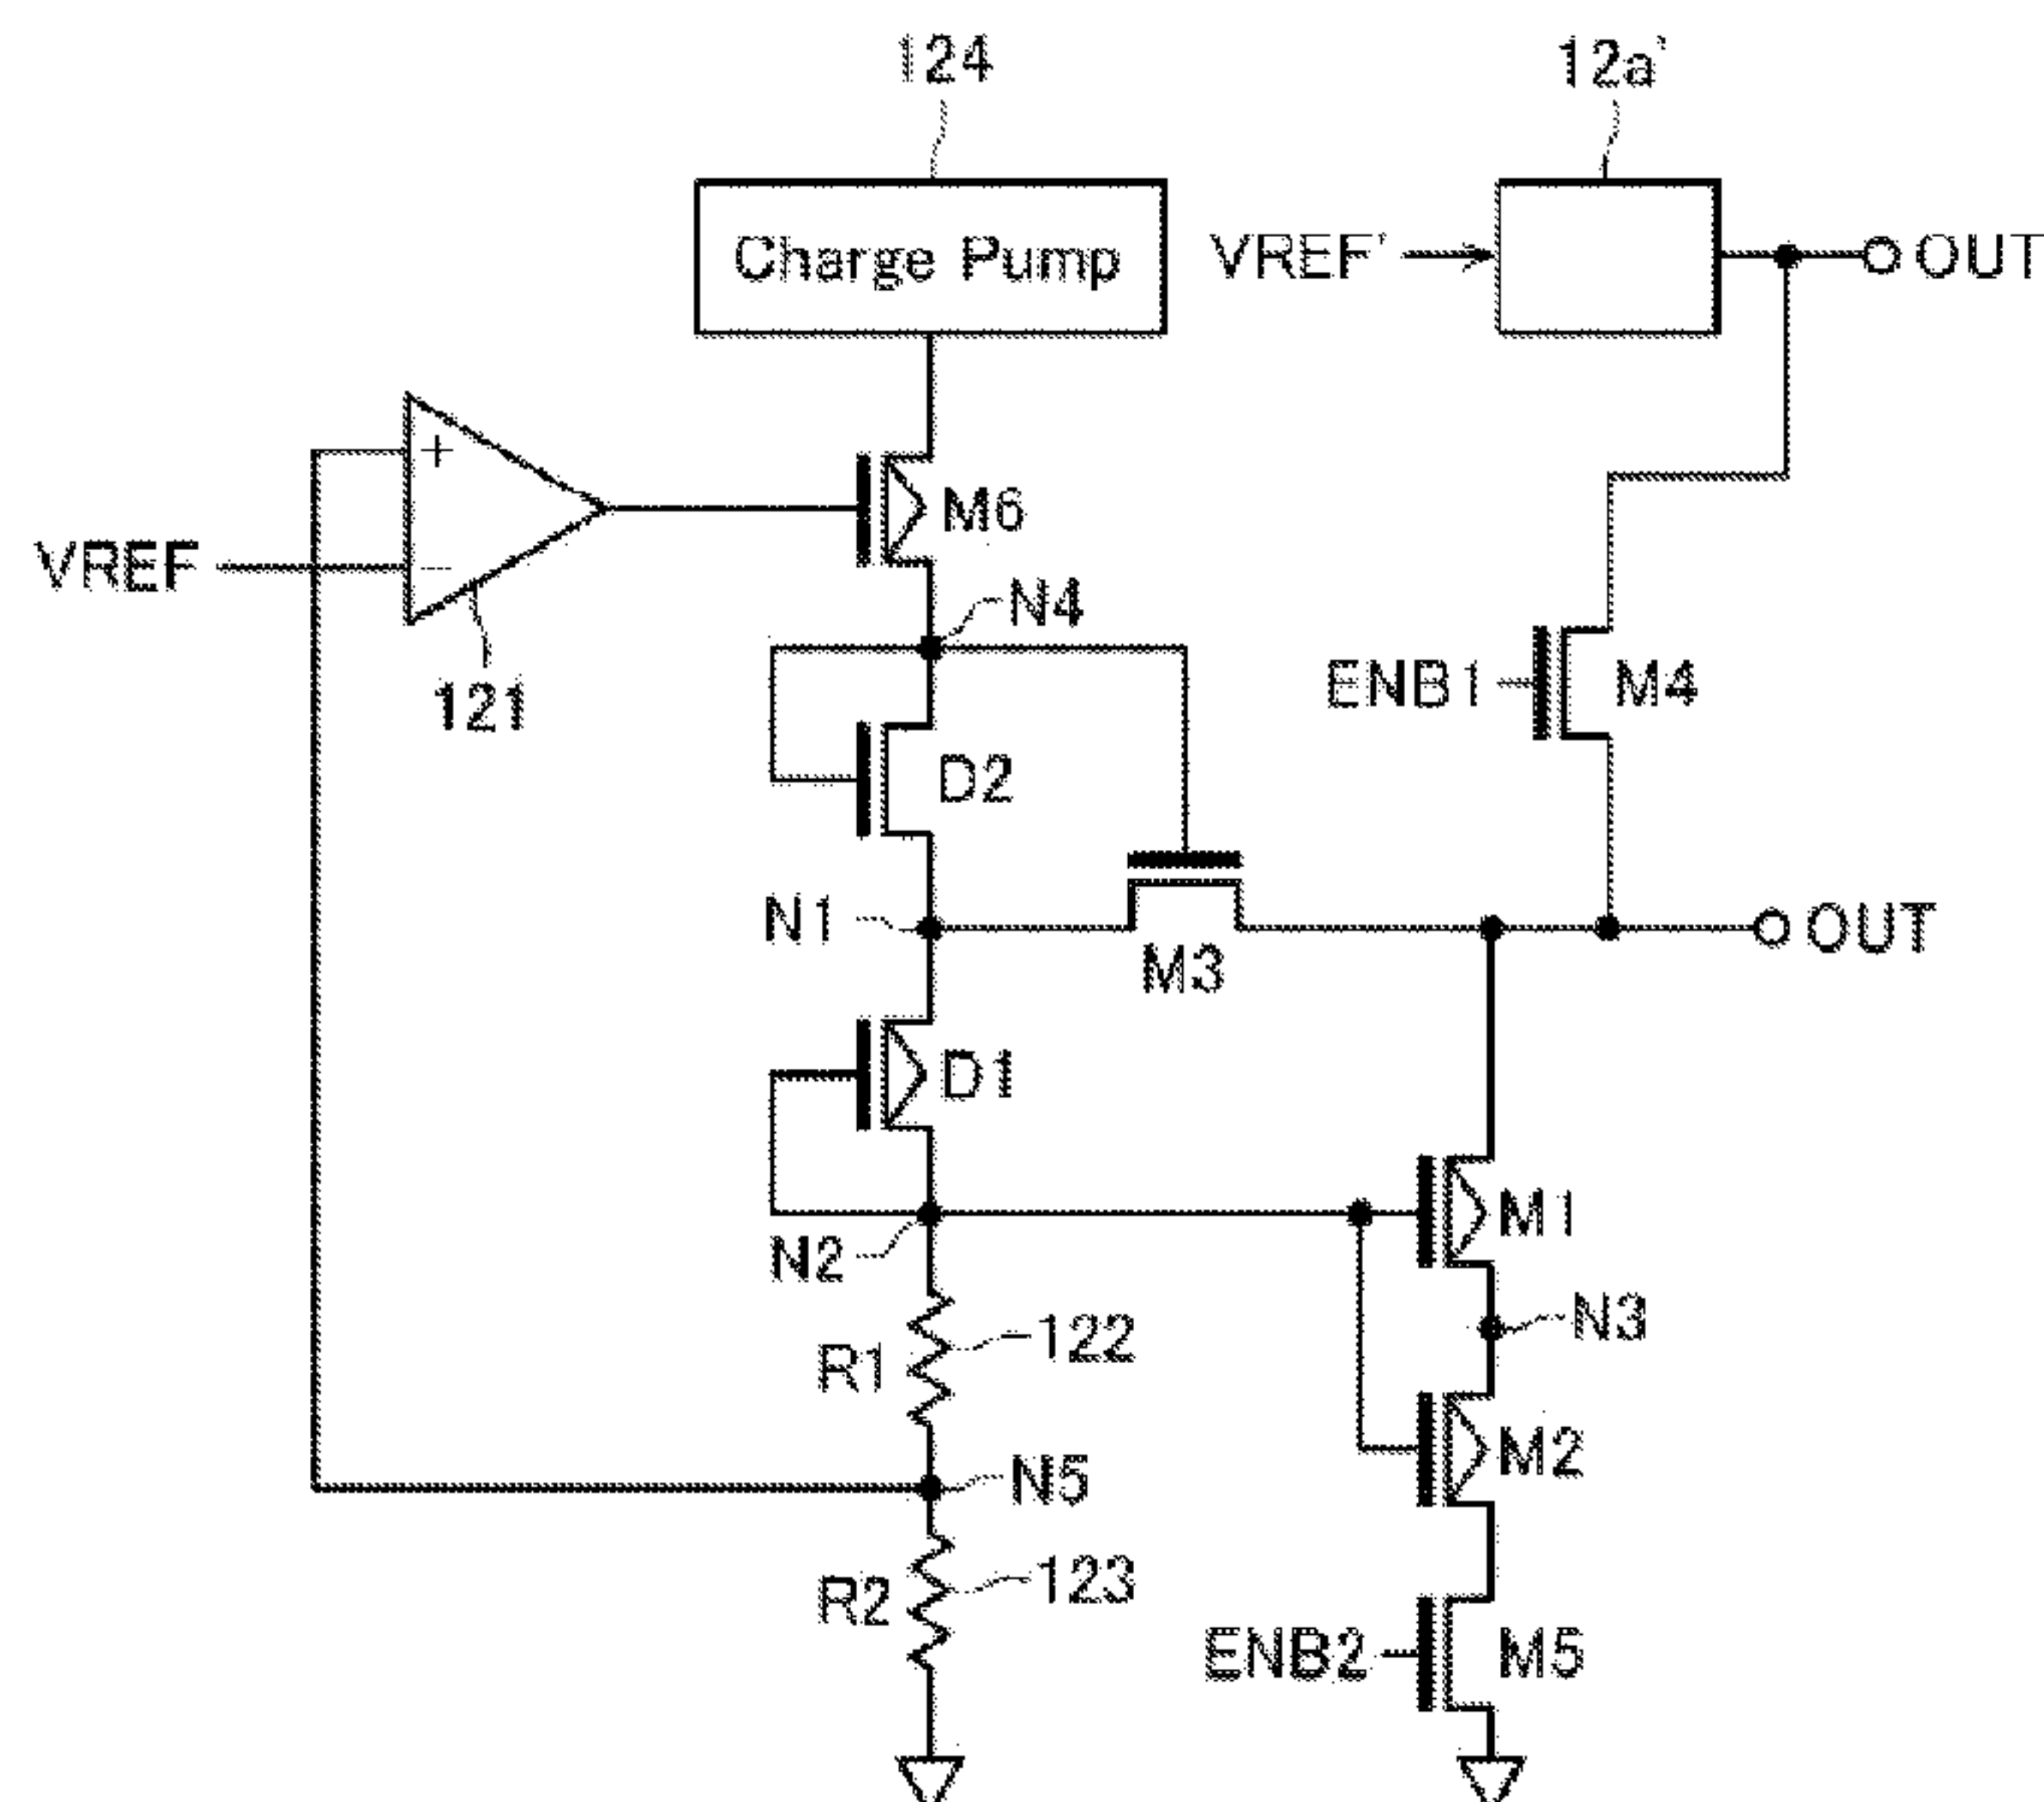 124
12a'
Charge Pump
VREF'
OUT
+
M6
VREF
-
N4
121
ENB1
M4
D2
N1
M3
OUT
D1
N2
M1
R1
122
N3
N5
M2
R2
123
ENB2
M5